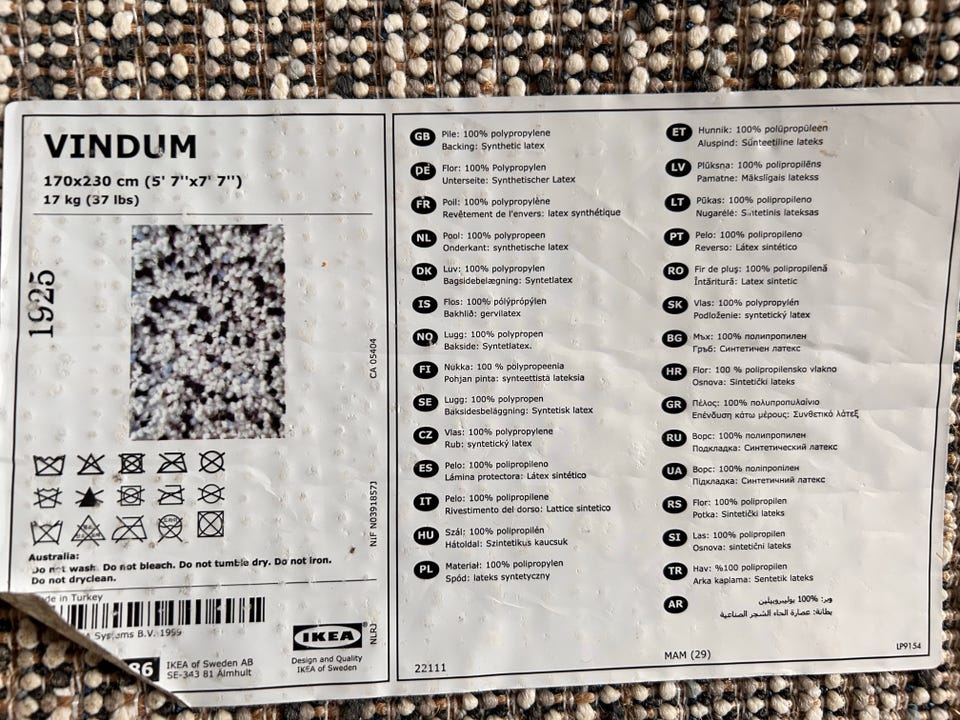 VINDUM
170x230 cm (5' 7''x7' 7'')
17 kg (37 lbs)
1925
CA 05404
NIF N0391857J
Australia:
Do not wash. Do not bleach. Do not tumble dry. Do not iron.
Do not dryclean.
in Turkey
B.V. 1999
86
IKEA of Sweden AB
SE-343 81 Älmhult
IKEA®
Design and Quality
IKEA of Sweden
NLRJ
GB Pile: 100% polypropylene
Backing: Synthetic latex
DE Flor: 100% Polypropylen
Unterseite: Synthetischer Latex
FR Poil: 100% polypropylène
Revêtement de l'envers: latex synthétique
NL Pool: 100% polypropeen
Onderkant: synthetische latex
DK Luv: 100% polypropylen
Bagsidebelægning: Syntetlatex
IS Flos: 100% pólýprópýlen
Bakhlið: gervilatex
NO Lugg: 100% polypropen
Bakside: Syntetlatex.
FI Nukka: 100 % polypropeenia
Pohjan pinta: synteettistä lateksia
SE Lugg: 100% polypropen
Baksidesbeläggning: Syntetisk latex
CZ Vlas: 100% polypropylene
Rub: syntetický latex
ES Pelo: 100% polipropileno
Lámina protectora: Látex sintético
IT Pelo: 100% polipropilene
Rivestimento del dorso: Lattice sintetico
HU Szál: 100% polipropilén
Hátoldal: Szintetikus kaucsuk
PL Materiał: 100% polipropylen
Spód: lateks syntetyczny
22111
ET Hunnik: 100% polüpropüleen
Aluspind: Sünteetiline lateks
LV Plūksna: 100% polipropilēns
Pamatne: Mākslīgais latekss
LT Pūkas: 100% polipropileno
Nugarėlė: lateksas
PT Pelo: 100% polipropileno
Reverso: Látex sintético
RO Fir de pluş: 100% polipropilenă
Întăritură: Latex sintetic
SK Vlas: 100% polypropylén
Podloženie: syntetický latex
BG Мъх: 100% полипропилен
Гръб: Синтетичен латекс
HR Flor: 100 % polipropilensko vlakno
Osnova: Sintetički lateks
GR Πέλος: 100% πολυπροπυλαίνιο
Επένδυση κάτω μέρους: Συνθετικό λάτεξ
RU Ворс: 100% полипропилен
Подкладка: Синтетический латекс
UA Ворс: 100% поліпропілен
Підкладка: Синтетичний латекс
RS Flor: 100% polipropilen
Potka: Sintetički lateks
SI Las: 100% polipropilen
Osnova: sintetični lateks
TR Hav: %100 polipropilen
Arka kaplama: Sentetik lateks
AR وبر: 100% بوليبروبيلين
بطانة: عصارة لحاء الشجر الصناعية
MAM (29)
LP9154